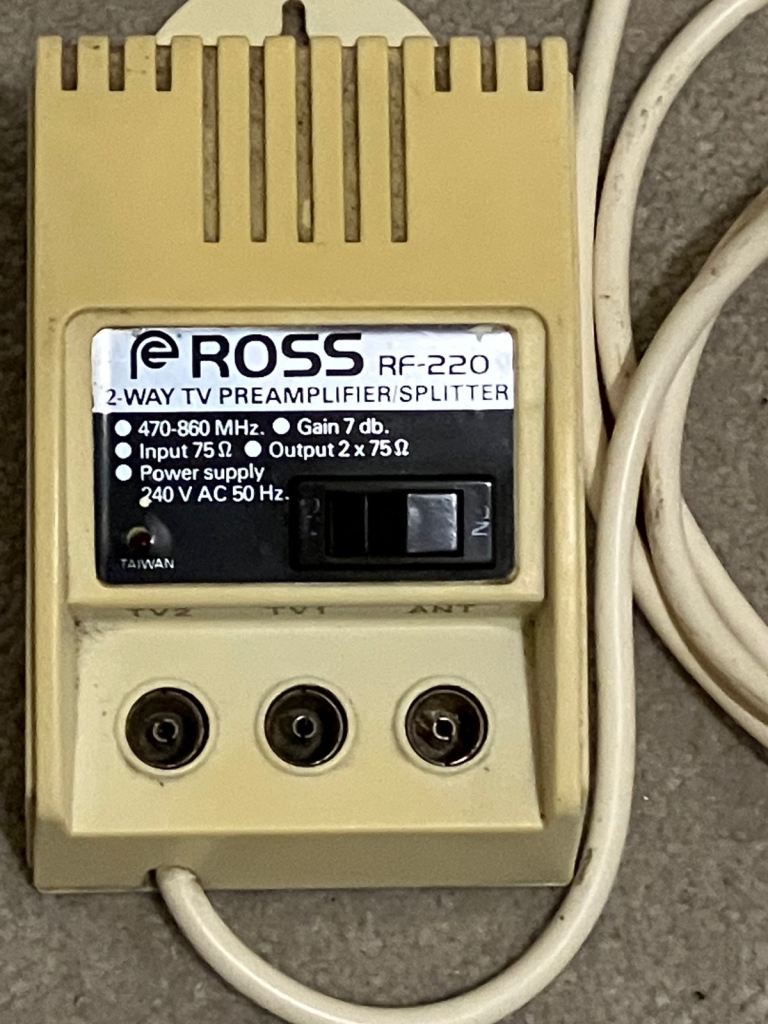 ROSS RF-220
2-WAY TV PREAMPLIFIER/SPLITTER
● 470-860 MHz. ● Gain 7 db.
● Input 75 Ω ● Output 2 x 75 Ω
● Power supply
240 V AC 50 Hz.
ON
TAIWAN
TV2 TV1 ANT